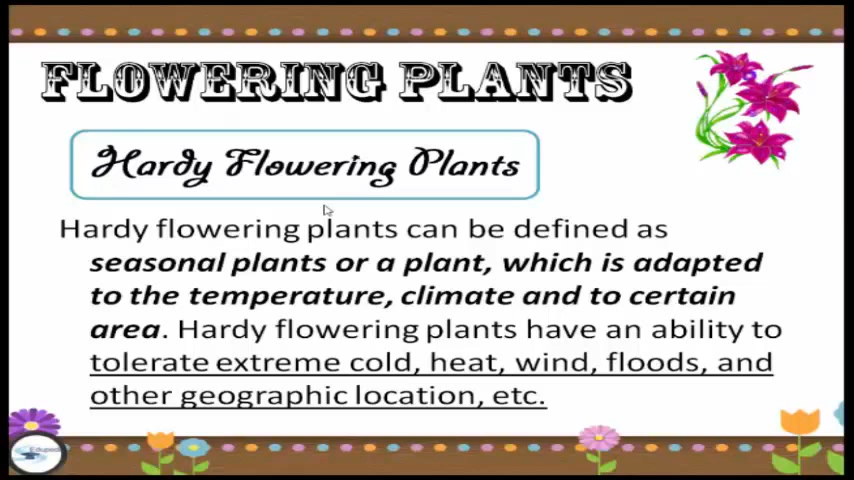 FLOWERING PLANTS
Hardy Flowering Plants
Hardy flowering plants can be defined as
seasonal plants or a plant, which is adapted
to the temperature, climate and to certain
area. Hardy flowering plants have an ability to
tolerate extreme cold, heat, wind, floods, and
other geographic location, etc.